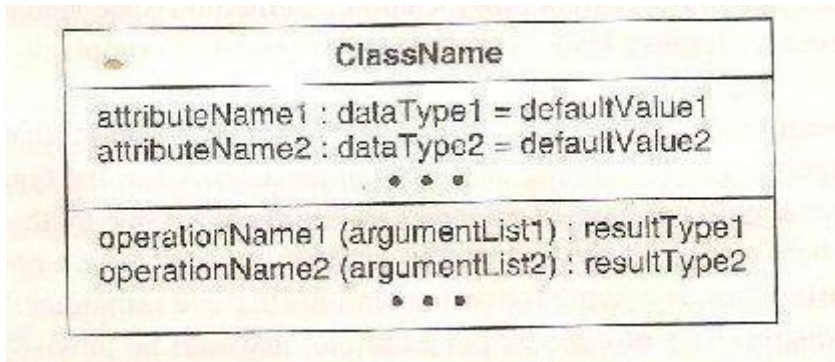 ClassName
attributeName1 : dataType1 = defaultValue1
attributeName2 : dataType2 = defaultValue2
• • •
operationName1 (argumentList1) : resultType1
operationName2 (argumentList2) : resultType2
• • •